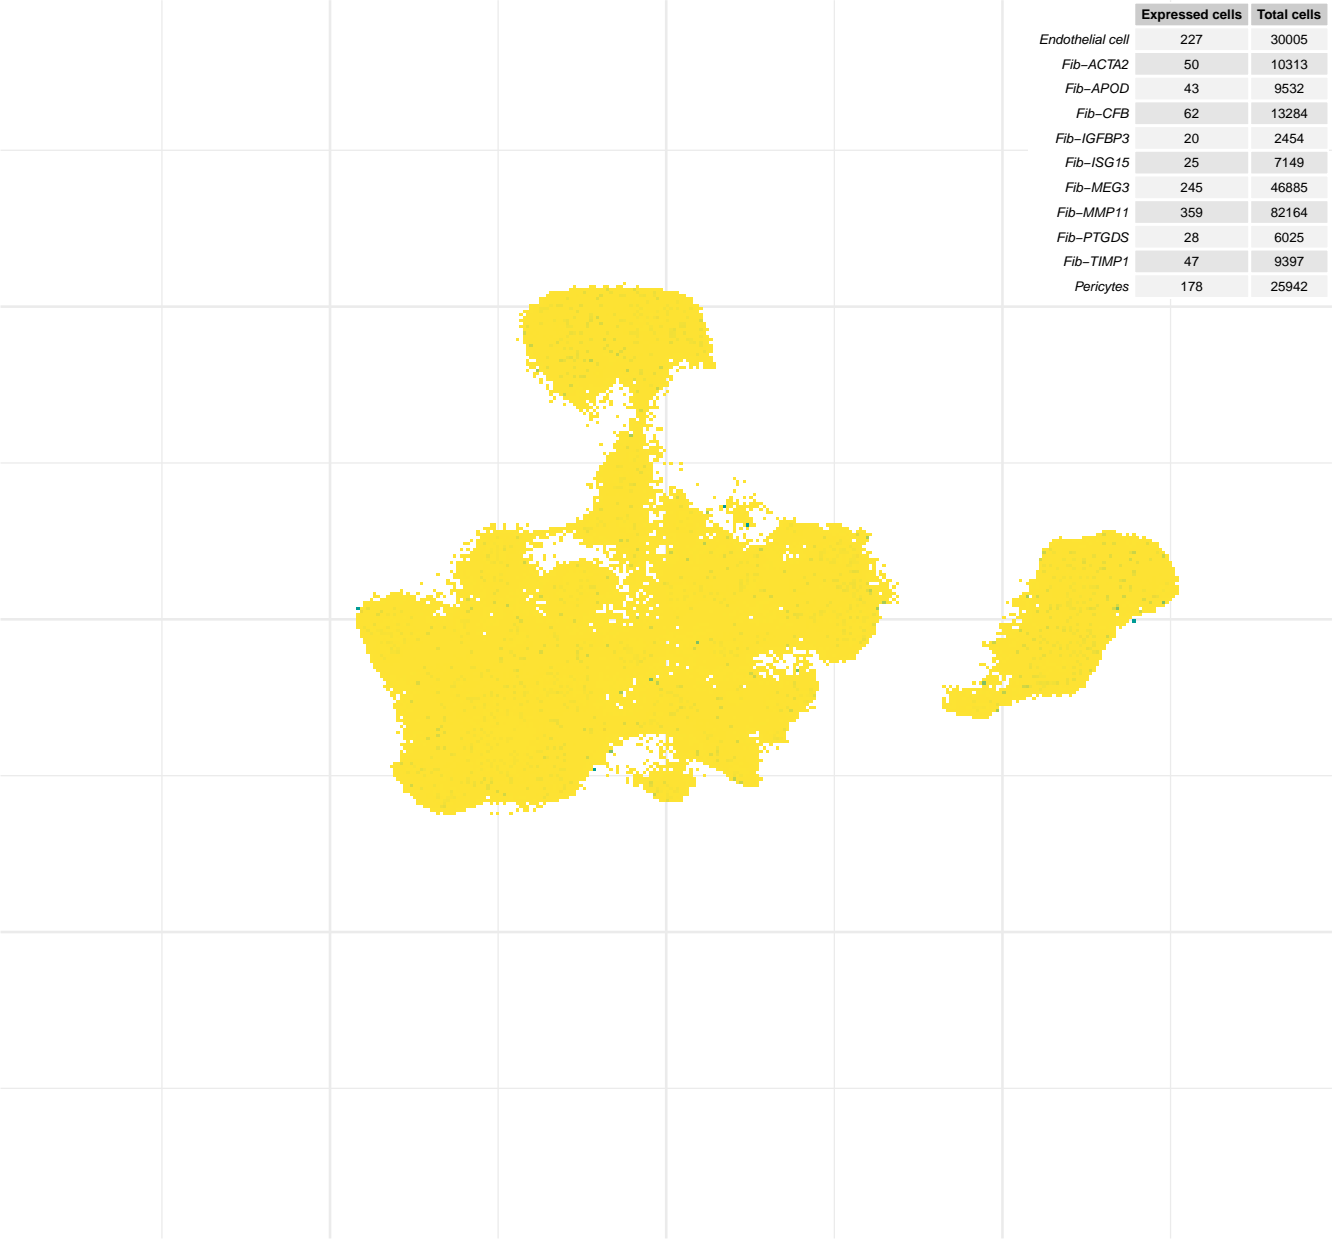 Expressed cells Total cells
Endothelial cell 227 30005
Fib−ACTA2 50 10313
Fib−APOD 43 9532
Fib−CFB 62 13284
Fib−IGFBP3 20 2454
Fib−ISG15 25 7149
Fib−MEG3 245 46885
Fib−MMP11 359 82164
Fib−PTGDS 28 6025
Fib−TIMP1 47 9397
Pericytes 178 25942